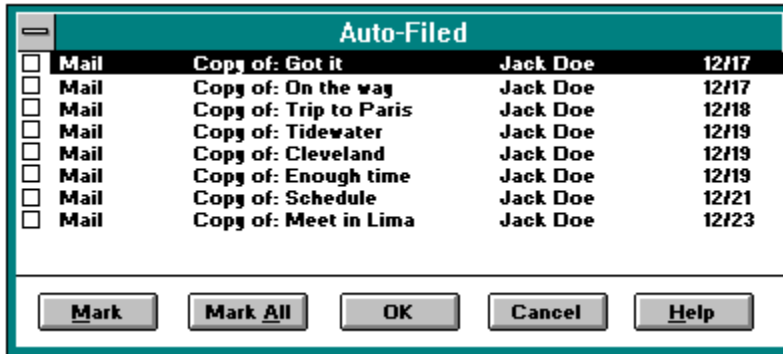 Auto-Filed
Mail Copy of: Got it Jack Doe 12/17
Mail Copy of: On the way Jack Doe 12/17
Mail Copy of: Trip to Paris Jack Doe 12/18
Mail Copy of: Tidewater Jack Doe 12/19
Mail Copy of: Cleveland Jack Doe 12/19
Mail Copy of: Enough time Jack Doe 12/19
Mail Copy of: Schedule Jack Doe 12/21
Mail Copy of: Meet in Lima Jack Doe 12/23
Mark Mark All OK Cancel Help